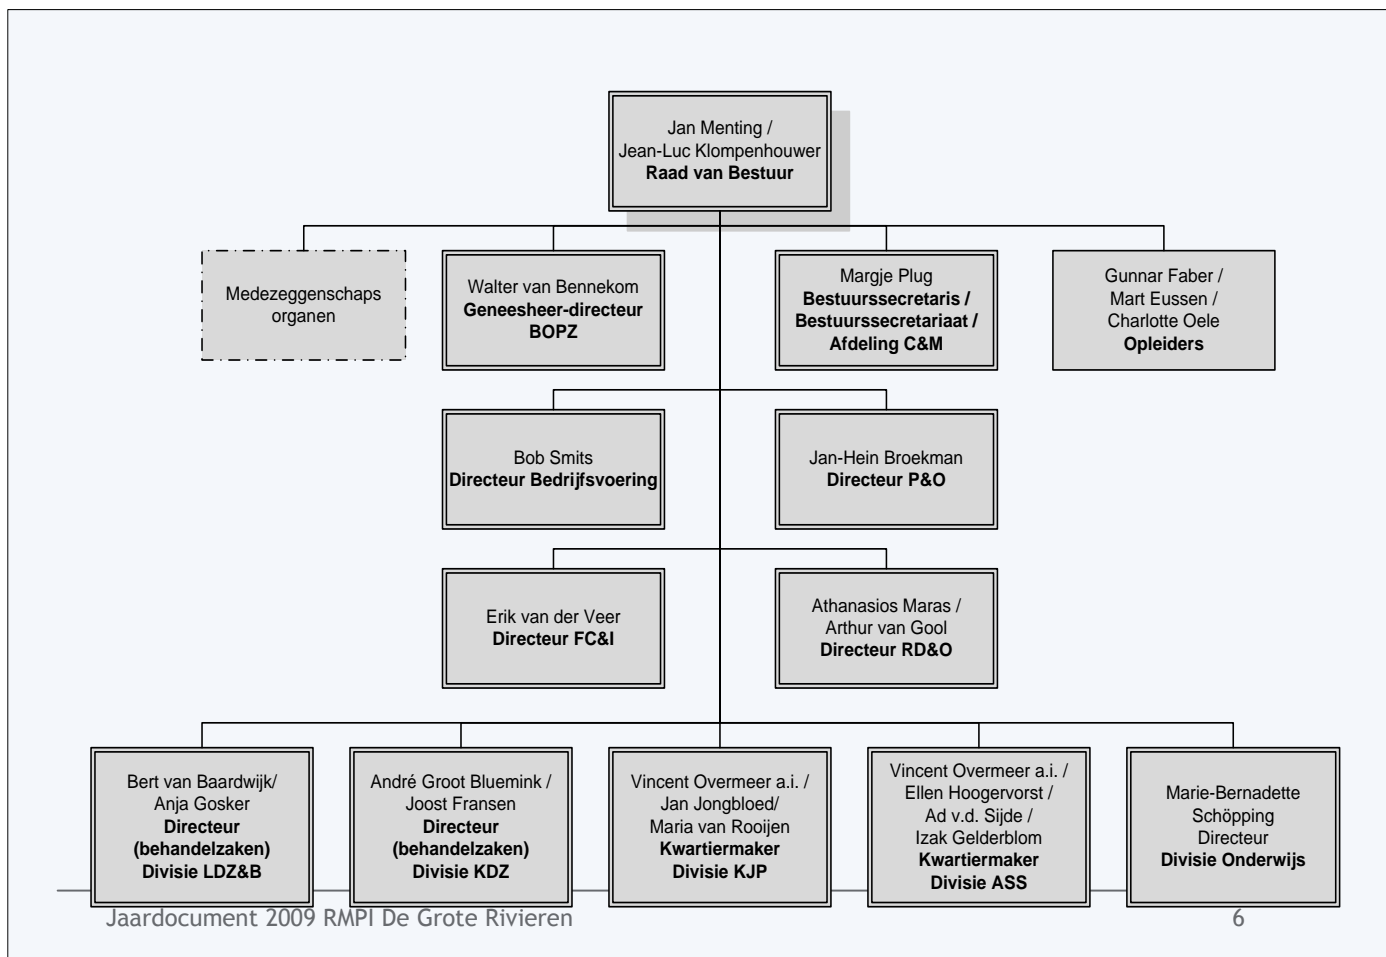 Jan Menting /
Jean-Luc Klompenhouwer
Raad van Bestuur
Medezeggenschaps
organen
Walter van Bennekom
Geneesheer-directeur
BOPZ
Margje Plug
Bestuurssecretaris /
Bestuurssecretariaat /
Afdeling C&M
Gunnar Faber /
Mart Eussen /
Charlotte Oele
Opleiders
Bob Smits
Directeur Bedrijfsvoering
Jan-Hein Broekman
Directeur P&O
Erik van der Veer
Directeur FC&I
Athanasios Maras /
Arthur van Gool
Directeur RD&O
Bert van Baardwijk/
Anja Gosker
Directeur
(behandelzaken)
Divisie LDZ&B
André Groot Bluemink /
Joost Fransen
Directeur
(behandelzaken)
Divisie KDZ
Vincent Overmeer a.i. /
Jan Jongbloed/
Maria van Rooijen
Kwartiermaker
Divisie KJP
Vincent Overmeer a.i. /
Ellen Hoogervorst /
Ad v.d. Sijde /
Izak Gelderblom
Kwartiermaker
Divisie ASS
Marie-Bernadette
Schöpping
Directeur
Divisie Onderwijs
Jaardocument 2009 RMPI De Grote Rivieren 6